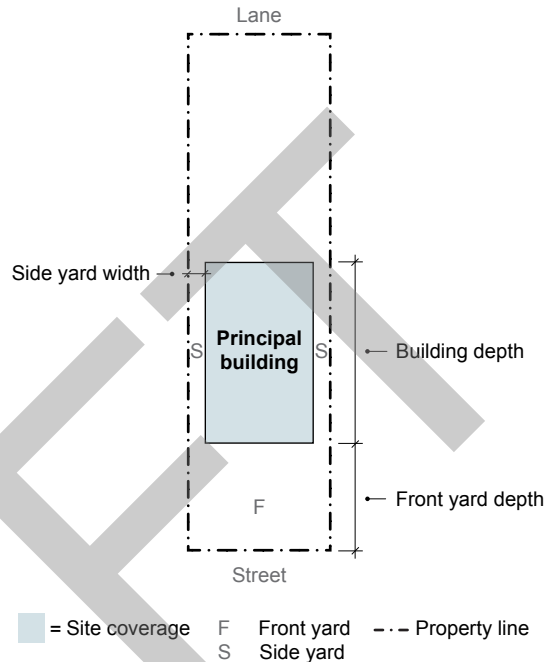 Lane
Side yard width
S
Principal
building
S
Building depth
F
Front yard depth
Street
= Site coverage F Front yard Property line
S Side yard